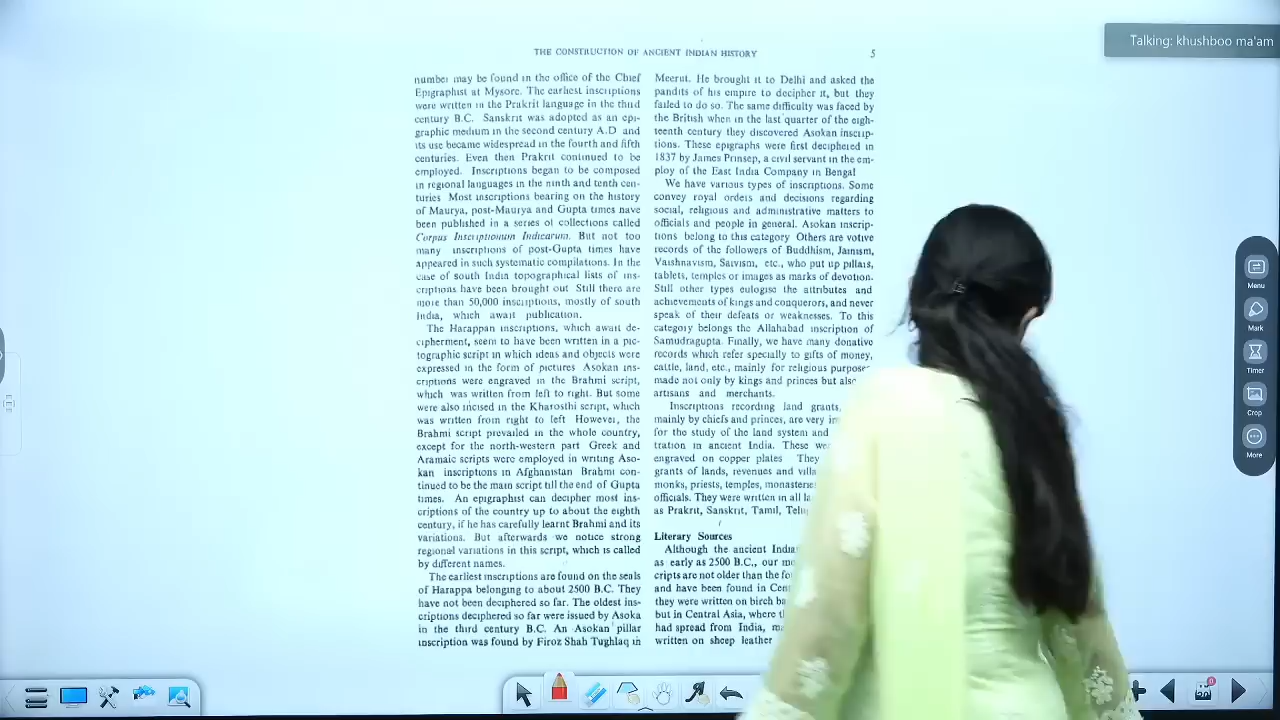 THE CONSTRUCTION OF ANCIENT INDIAN HISTORY
5
Talking: khushboo ma'am
number may be found in the office of the Chief
Epigraphist at Mysore. The earliest inscriptions
were written in the Prakrit language in the third
century B.C. Sanskrit was adopted as an epi-
graphic medium in the second century A.D and
its use became widespread in the fourth and fifth
centuries. Even then Prakrit continued to be
employed. Inscriptions began to be composed
in regional languages in the ninth and tenth cen-
turies Most inscriptions bearing on the history
of Maurya, post-Maurya and Gupta times have
been published in a series of collections called
Corpus Inscriptionum Indicarum. But not too
many inscriptions of post-Gupta times have
appeared in such systematic compilations. In the
case of south India topographical lists of ins-
criptions have been brought out Still there are
more than 50,000 inscriptions, mostly of south
India, which await publication.
The Harappan inscriptions, which await de-
cipherment, seem to have been written in a pic-
tographic script in which ideas and objects were
expressed in the form of pictures Asokan ins-
criptions were engraved in the Brahmi script,
which was written from left to right. But some
were also incised in the Kharosthi script, which
was written from right to left However, the
Brahmi script prevailed in the whole country,
except for the north-western part Greek and
Aramaic scripts were employed in writing Aso-
kan inscriptions in Afghanistan Brahmi con-
tinued to be the main script till the end of Gupta
times. An epigraphist can decipher most ins-
criptions of the country up to about the eighth
century, if he has carefully learnt Brahmi and its
variations. But afterwards we notice strong
regional variations in this script, which is called
by different names.
The earliest inscriptions are found on the seals
of Harappa belonging to about 2500 B.C. They
have not been deciphered so far. The oldest ins-
criptions deciphered so far were issued by Asoka
in the third century B.C. An Asokan pillar
inscription was found by Firoz Shah Tughlaq in
Meerut. He brought it to Delhi and asked the
pandits of his empire to decipher it, but they
failed to do so. The same difficulty was faced by
the British when in the last quarter of the eigh-
teenth century they discovered Asokan inscrip-
tions. These epigraphs were first deciphered in
1837 by James Prinsep, a civil servant in the em-
ploy of the East India Company in Bengal
We have various types of inscriptions. Some
convey royal orders and decisions regarding
social, religious and administrative matters to
officials and people in general. Asokan inscrip-
tions belong to this category Others are votive
records of the followers of Buddhism, Jainism,
Vaishnavism, Saivism, etc., who put up pillars,
tablets, temples or images as marks of devotion.
Still other types eulogise the attributes and
achievements of kings and conquerors, and never
speak of their defeats or weaknesses. To this
category belongs the Allahabad inscription of
Samudragupta. Finally, we have many donative
records which refer specially to gifts of money,
cattle, land, etc., mainly for religious purposes
made not only by kings and princes but also
artisans and merchants.
Inscriptions recording land grants,
mainly by chiefs and princes, are very
for the study of the land system and
tration in ancient India. These
engraved on copper plates They
grants of lands, revenues and
monks, priests, temples,
officials. They were written in all
as Prakrit, Sanskrit, Tamil,
Literary Sources
Although the ancient
as early as 2500 B.C., our
cripts are not older than the
and have been found in
they were written on birch
but in Central Asia, where
had spread from India,
written on sheep leather
Menu
Mark
Timer
Crop
More